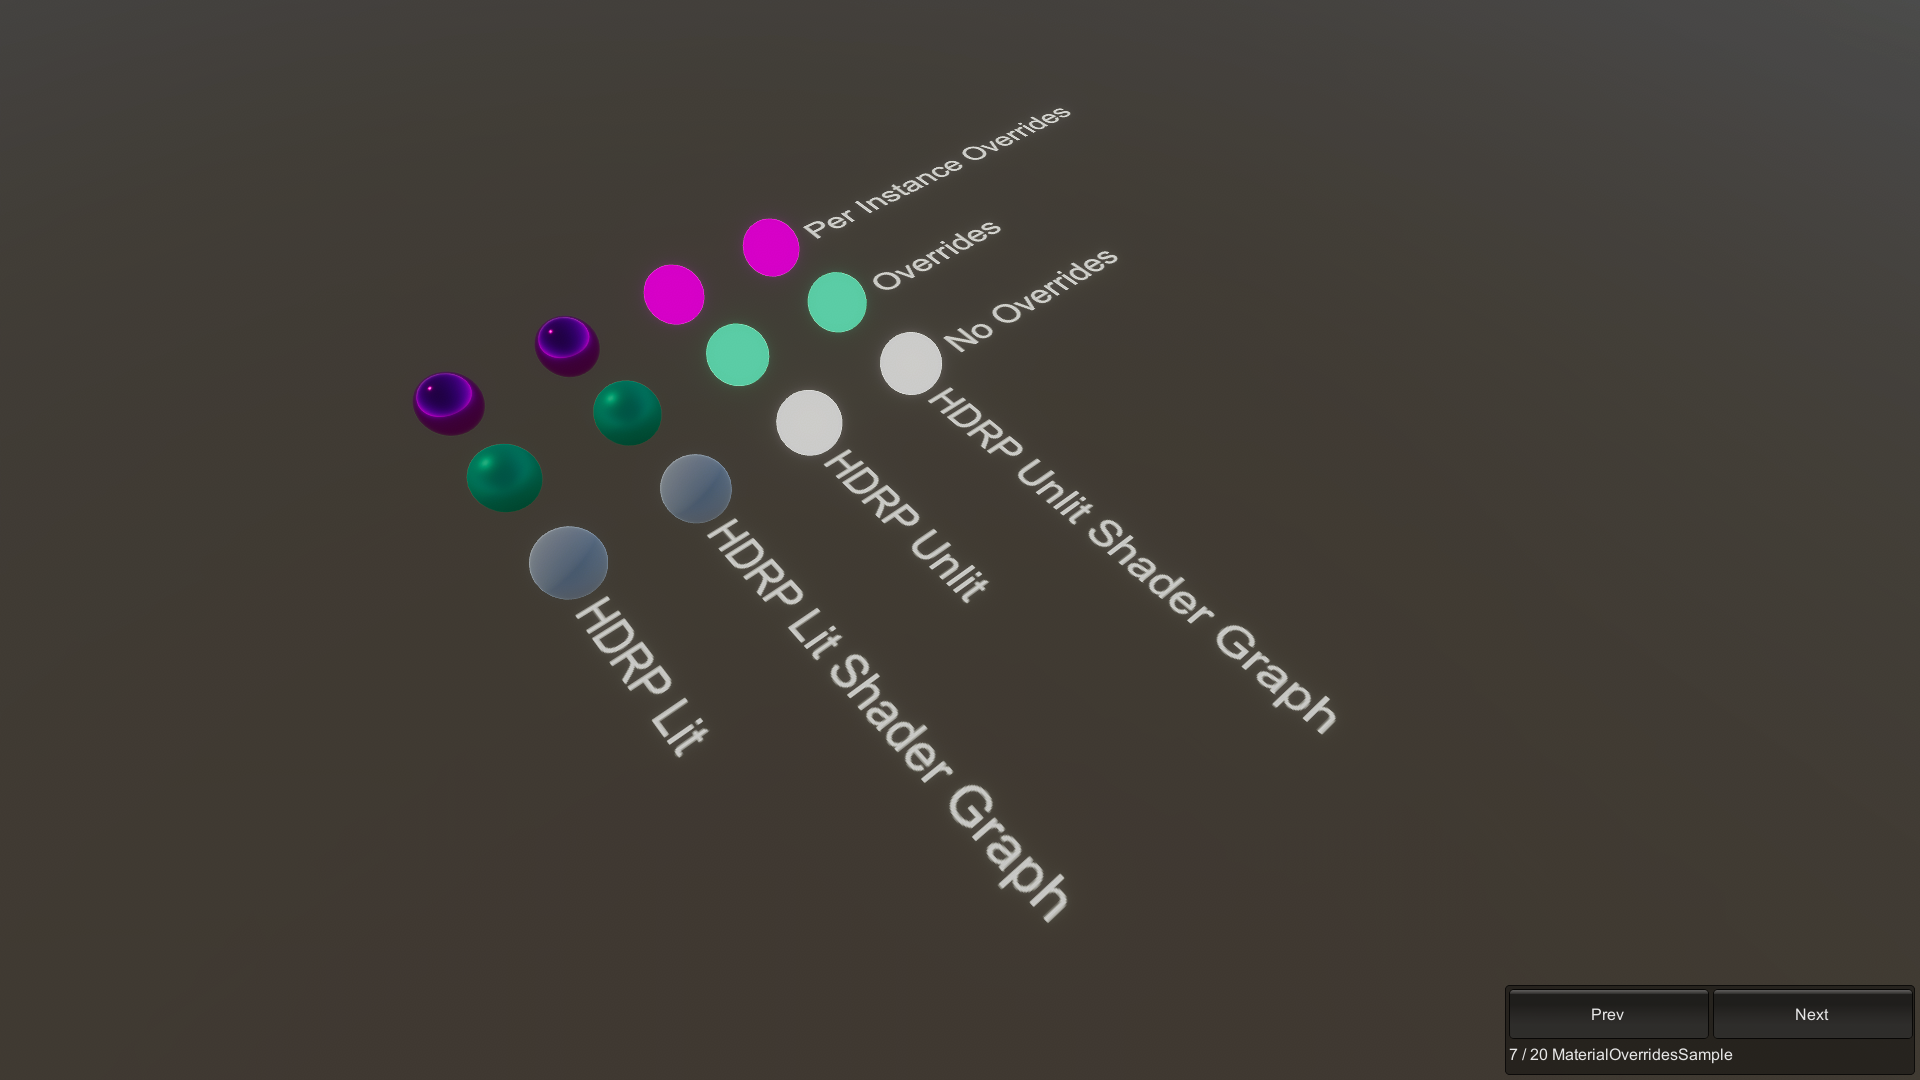 Per Instance Overrides
Overrides
No Overrides
HDRP Unlit Shader Graph
HDRP Unlit
HDRP Lit Shader Graph
HDRP Lit
Prev
Next
7 / 20 MaterialOverridesSample